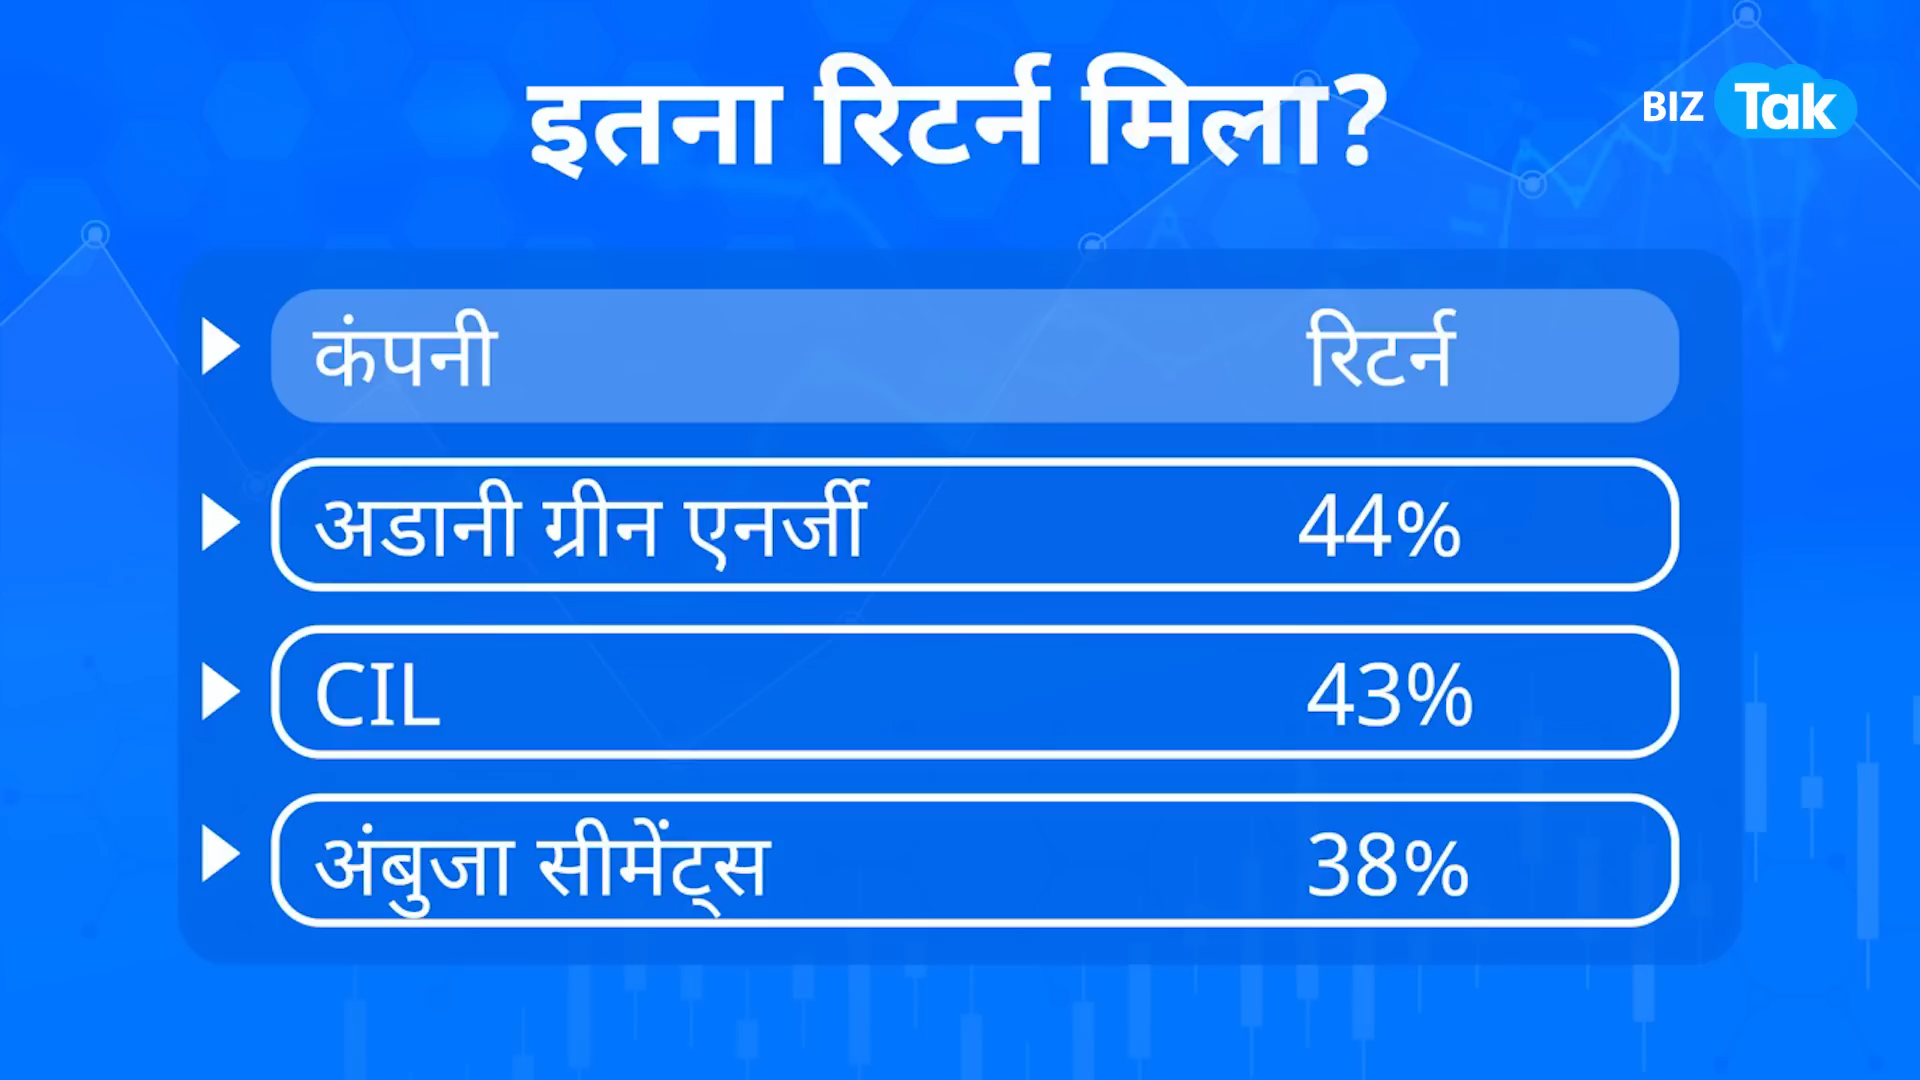 इतना रिटर्न मिला?
BIZ Tak
कंपनी रिटर्न
अडानी ग्रीन एनर्जी 44%
CIL 43%
अंबुजा सीमेंट्स 38%